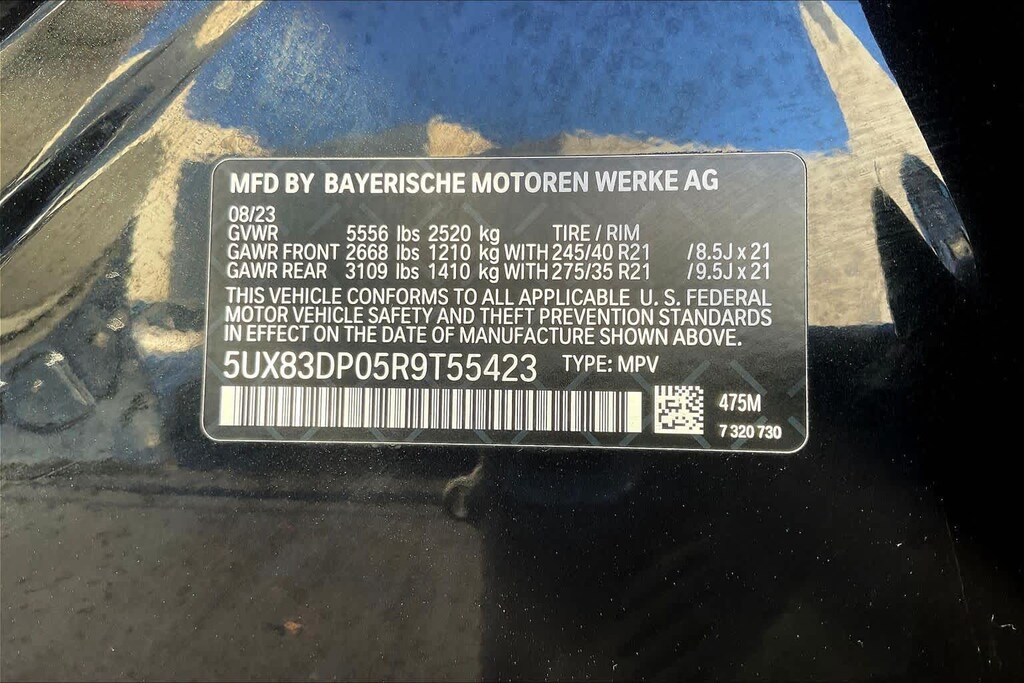 MFD BY BAYERISCHE MOTOREN WERKE AG
08/23
GVWR 5556 lbs 2520 kg TIRE / RIM
GAWR FRONT 2668 lbs 1210 kg WITH 245/40 R21 /8.5J x 21
GAWR REAR 3109 lbs 1410 kg WITH 275/35 R21 /9.5J x 21
THIS VEHICLE CONFORMS TO ALL APPLICABLE U. S. FEDERAL
MOTOR VEHICLE SAFETY AND THEFT PREVENTION STANDARDS
IN EFFECT ON THE DATE OF MANUFACTURE SHOWN ABOVE.
5UX83DP05R9T55423 TYPE: MPV
475M
7 320 730